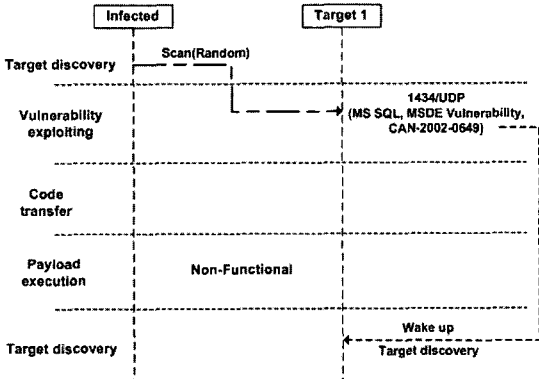 Infected
Target 1
Scan(Random)
Target discovery
1434/UDP
(MS SQL, MSDE Vulnerability,
CAN-2002-0649)
Vulnerability
exploiting
Code
transfer
Payload
execution
Non-Functional
Wake up
Target discovery
Target discovery